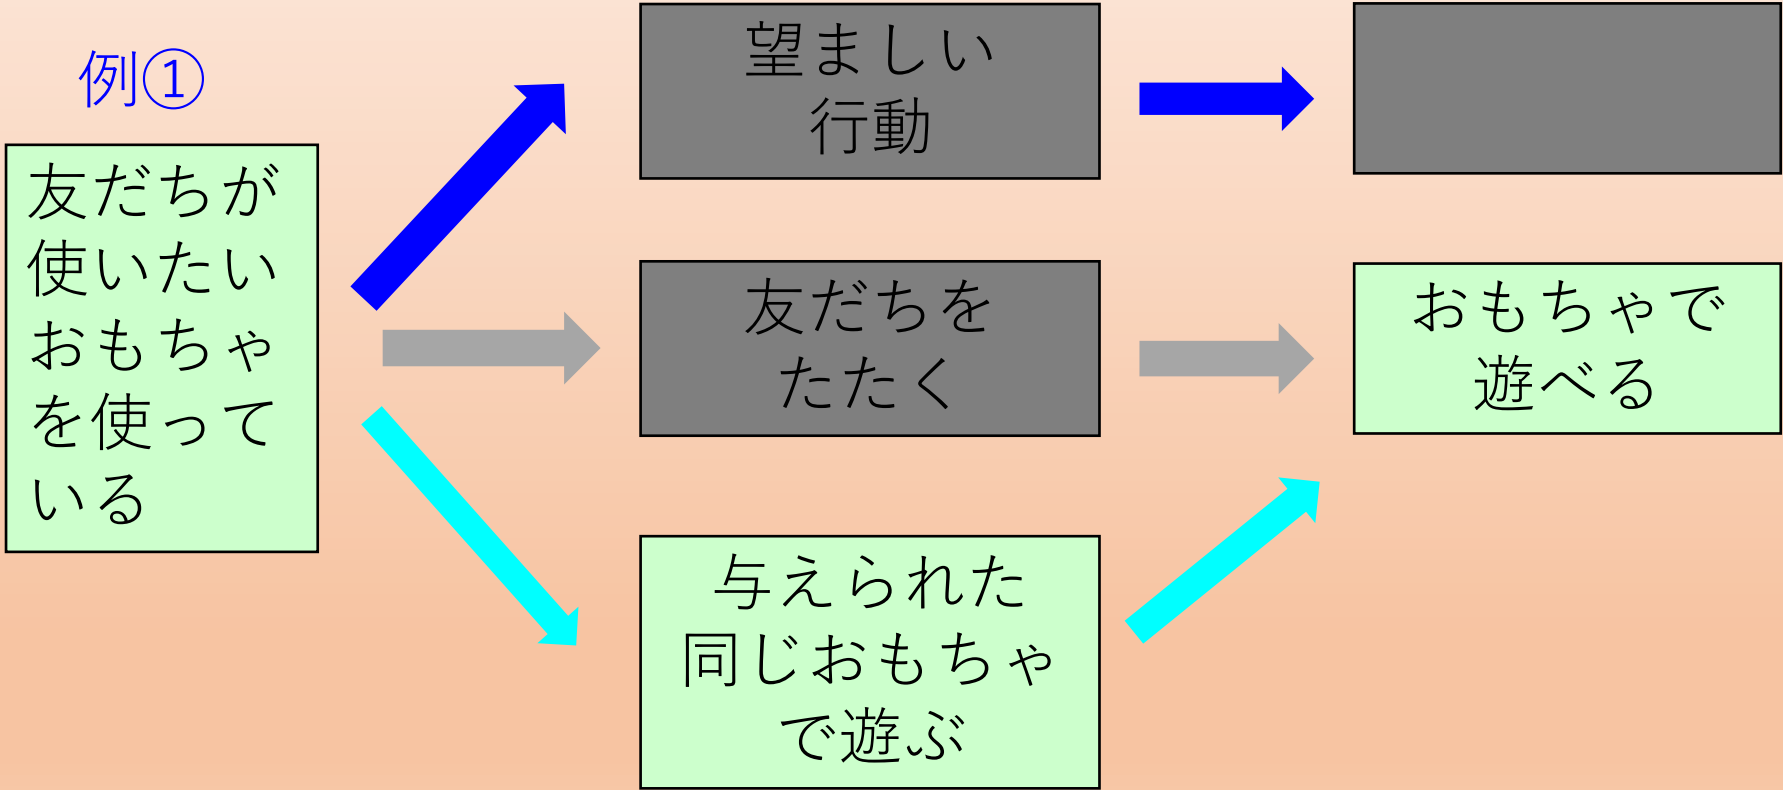 例①
友だちが
使いたい
おもちゃ
を使って
いる
望ましい
行動
友だちを
たたく
おもちゃで
遊べる
与えられた
同じおもちゃ
で遊ぶ